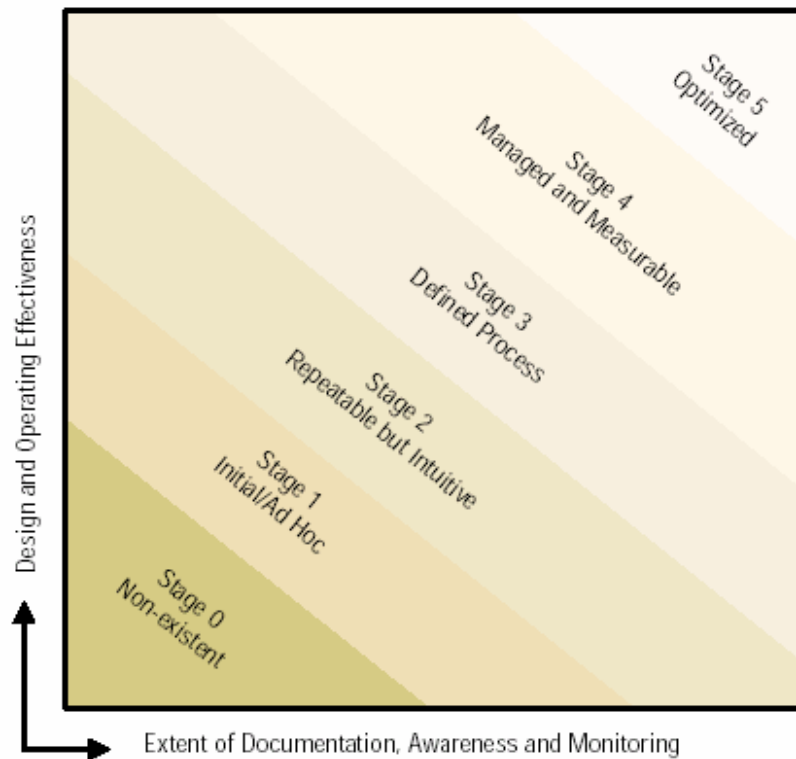 Stage 5
Optimized
Stage 4
Managed and Measurable
Stage 3
Defined Process
Stage 2
Repeatable but Intuitive
Stage 1
Initial/Ad Hoc
Stage 0
Non-existent
Design and Operating Effectiveness
Extent of Documentation, Awareness and Monitoring